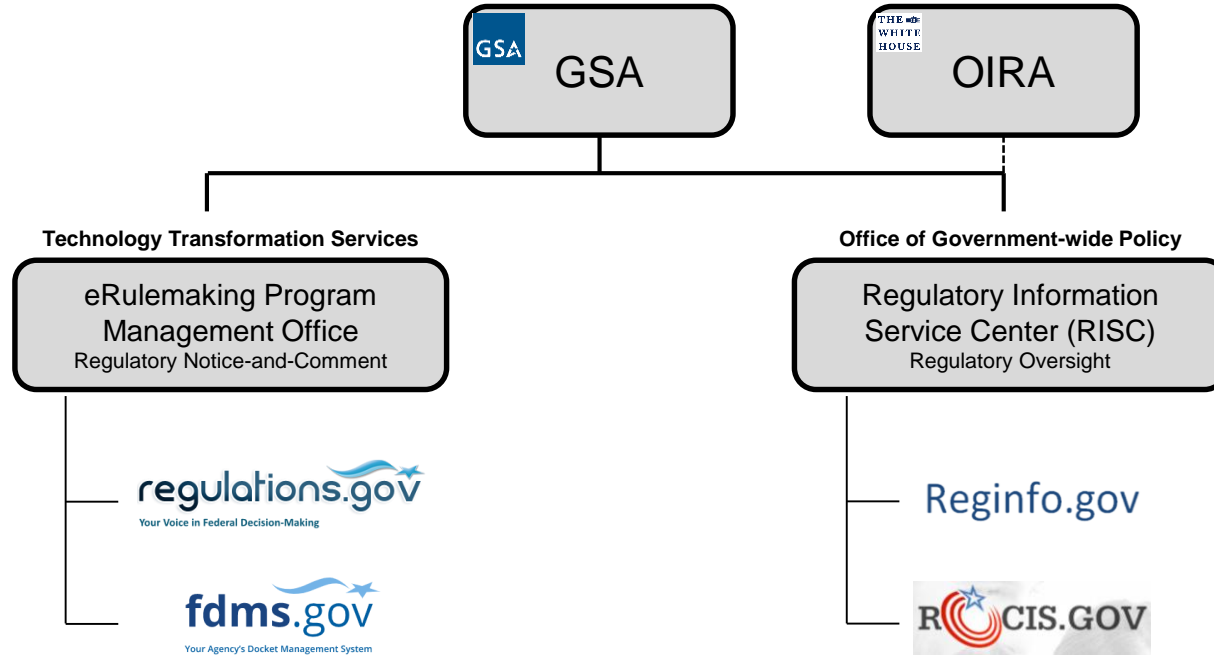 GSA
GSA
THE
WHITE
HOUSE
OIRA
Technology Transformation Services
eRulemaking Program
Management Office
Regulatory Notice-and-Comment
regulations.gov
Your Voice in Federal Decision-Making
fdms.gov
Your Agency's Docket Management System
Office of Government-wide Policy
Regulatory Information
Service Center (RISC)
Regulatory Oversight
Reginfo.gov
ROCIS.GOV